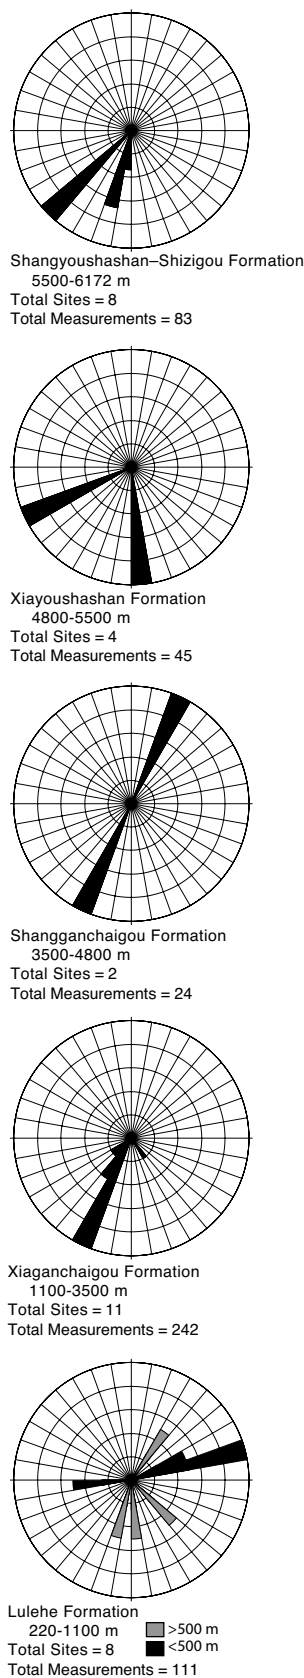 Shangyoushashan–Shizigou Formation
5500-6172 m
Total Sites = 8
Total Measurements = 83
Xiayoushashan Formation
4800-5500 m
Total Sites = 4
Total Measurements = 45
Shangganchaigou Formation
3500-4800 m
Total Sites = 2
Total Measurements = 24
Xiaganchaigou Formation
1100-3500 m
Total Sites = 11
Total Measurements = 242
Lulehe Formation
220-1100 m
>500 m
Total Sites = 8
<500 m
Total Measurements = 111